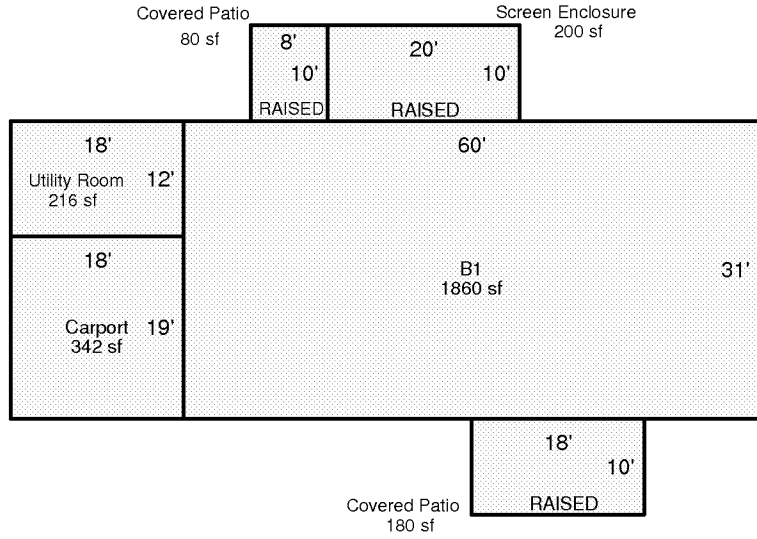 Covered Patio
80 sf
Screen Enclosure
200 sf
8'
10'
RAISED
20'
10'
RAISED
18'
Utility Room
12'
216 sf
60'
18'
Carport
19'
342 sf
B1
1860 sf
31'
18'
10'
RAISED
Covered Patio
180 sf